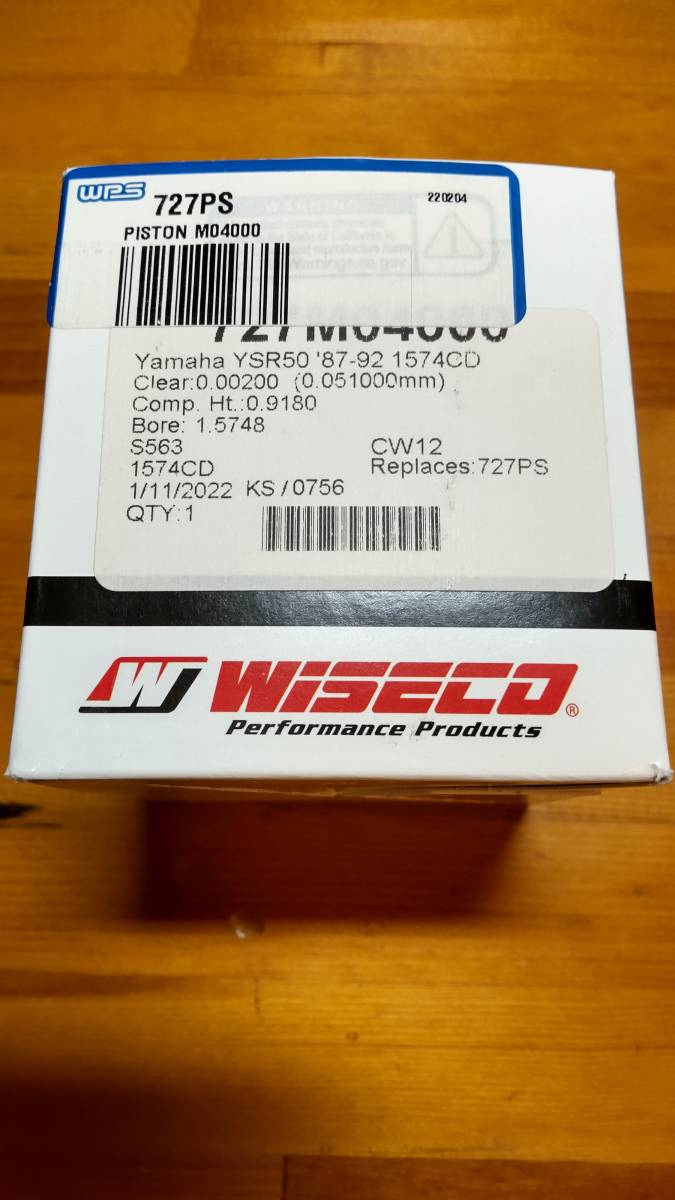 WPS 727PS 220204
PISTON M04000
WARNING
727M04000
Yamaha YSR50 '87-92 1574CD
Clear:0.00200 (0.051000mm)
Comp. Ht.:0.9180
Bore: 1.5748
S563 CW12
1574CD Replaces:727PS
1/11/2022 KS/0756
QTY:1
W WISECO®
Performance Products